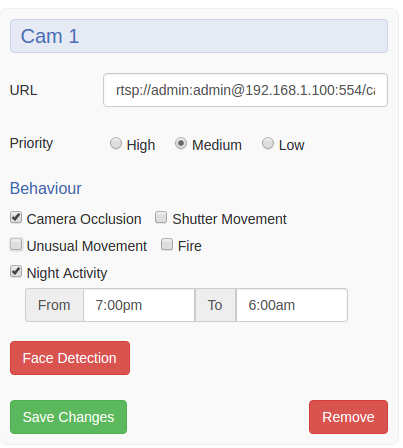 Cam 1
URL rtsp://admin:admin@192.168.1.100:554/ca
Priority High Medium Low
Behaviour
Camera Occlusion Shutter Movement
Unusual Movement Fire
Night Activity
From 7:00pm To 6:00am
Face Detection
Save Changes Remove